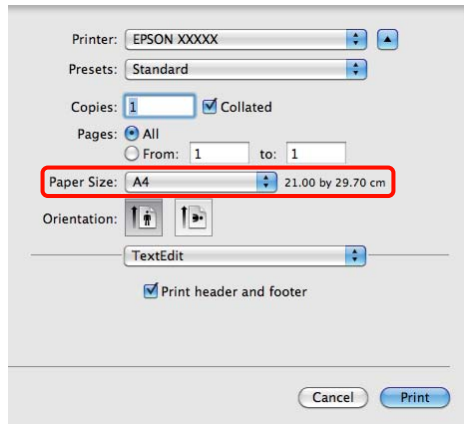 Printer: EPSON XXXXX
Presets: Standard
Copies: 1 Collated
Pages: All
From: 1 to: 1
Paper Size: A4 21.00 by 29.70 cm
Orientation:
TextEdit
Print header and footer
Cancel Print